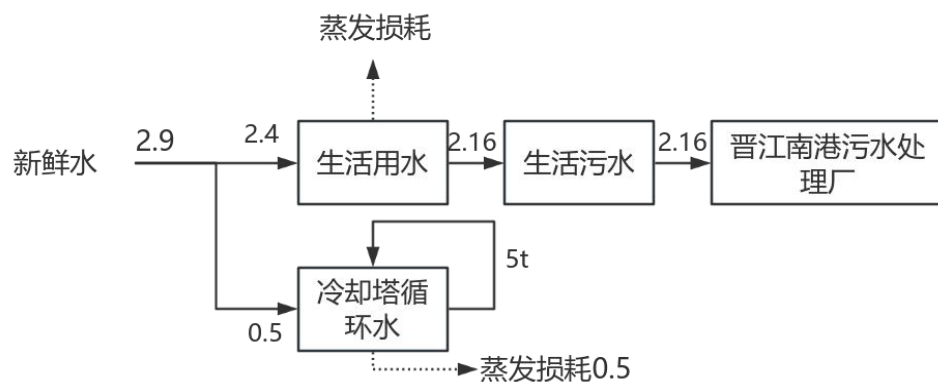 蒸发损耗
2.9
2.4
2.16
2.16
新鲜水
生活用水
生活污水
晋江南港污水处
理厂
5t
冷却塔循
环水
0.5
蒸发损耗0.5